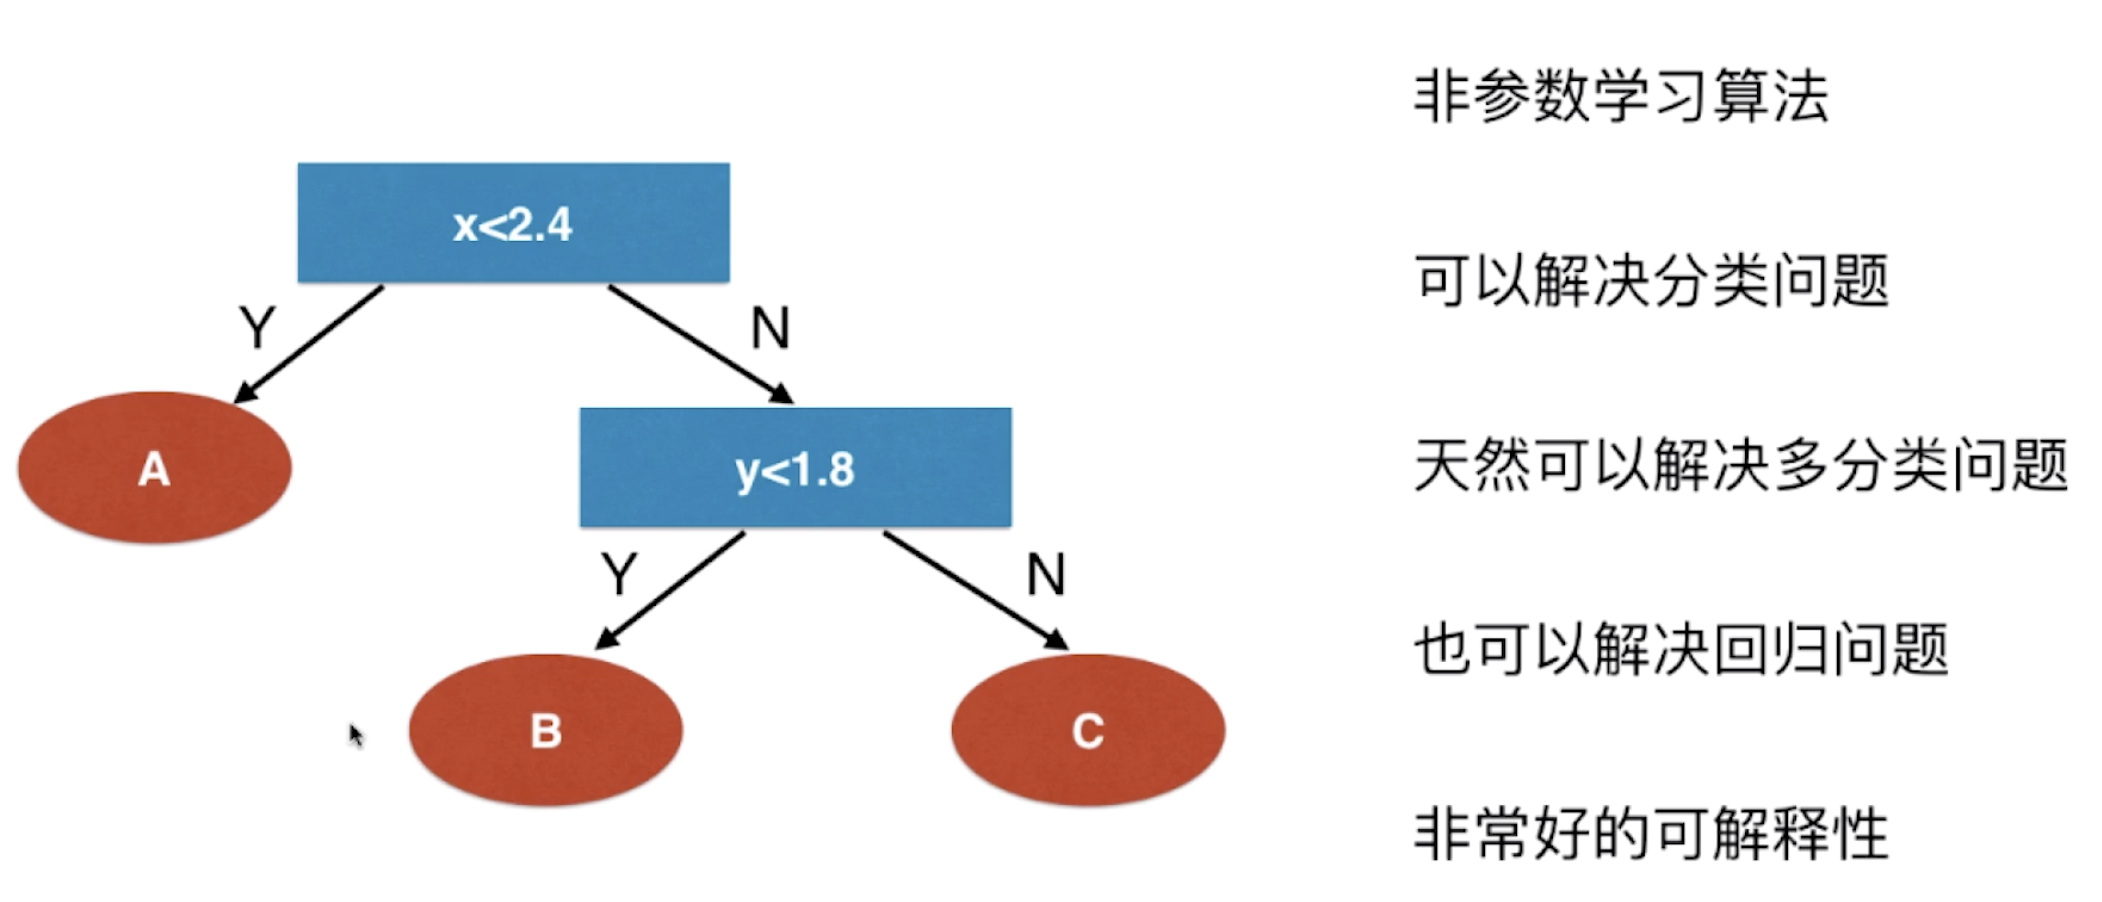 x<2.4
Y
N
A
y<1.8
Y
N
B
C
非参数学习算法
可以解决分类问题
天然可以解决多分类问题
也可以解决回归问题
非常好的可解释性